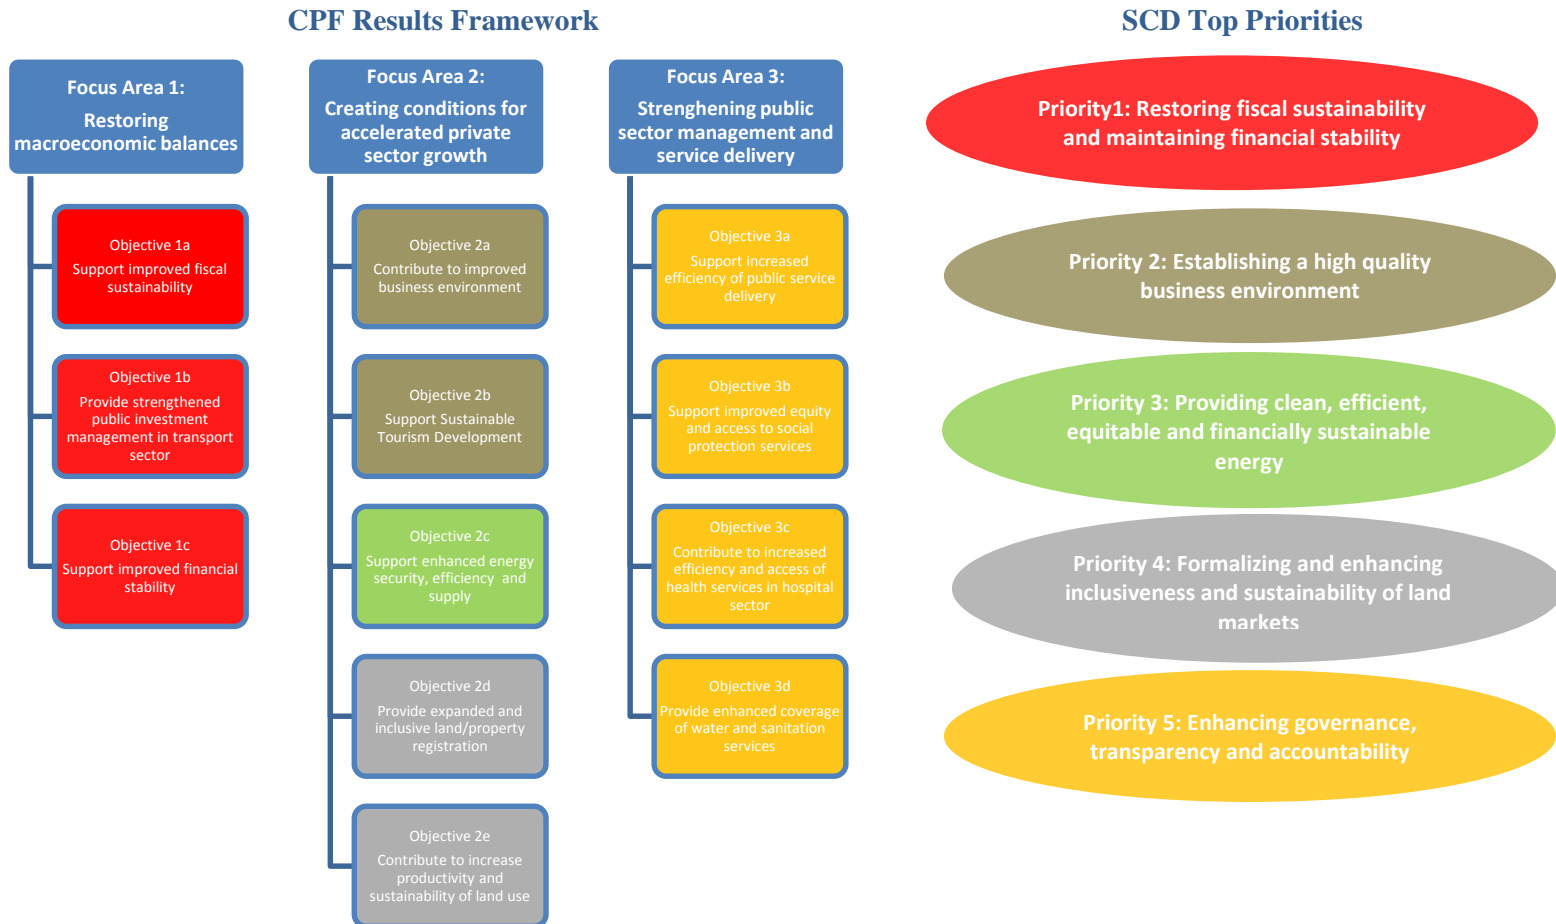 CPF Results Framework
Focus Area 1:
Restoring
macroeconomic balances
Objective 1a
Support improved fiscal
sustainability
Objective 1b
Provide strengthened
public investment
management in transport
sector
Objective 1c
Support improved financial
stability
Focus Area 2:
Creating conditions for
accelerated private
sector growth
Objective 2a
Contribute to improved
business environment
Objective 2b
Support Sustainable
Tourism Development
Objective 2c
Support enhanced energy
security, efficiency and
supply
Objective 2d
Provide expanded and
inclusive land/property
registration
Objective 2e
Contribute to increase
productivity and
sustainability of land use
Focus Area 3:
Strenghening public
sector management and
service delivery
Objective 3a
Support increased
efficiency of public service
delivery
Objective 3b
Support improved equity
and access to social
protection services
Objective 3c
Contribute to increased
efficiency and access of
health services in hospital
sector
Objective 3d
Provide enhanced coverage
of water and sanitation
services
SCD Top Priorities
Priority1: Restoring fiscal sustainability
and maintaining financial stability
Priority 2: Establishing a high quality
business environment
Priority 3: Providing clean, efficient,
equitable and financially sustainable
energy
Priority 4: Formalizing and enhancing
inclusiveness and sustainability of land
markets
Priority 5: Enhancing governance,
transparency and accountability